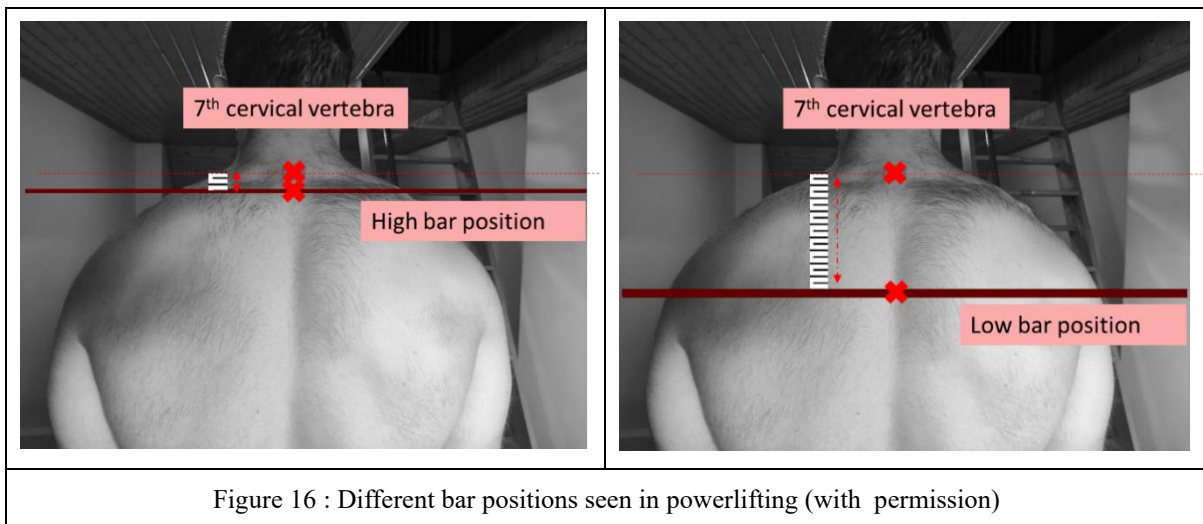 7th cervical vertebra
High bar position
7th cervical vertebra
Low bar position
Figure 16 : Different bar positions seen in powerlifting (with permission)